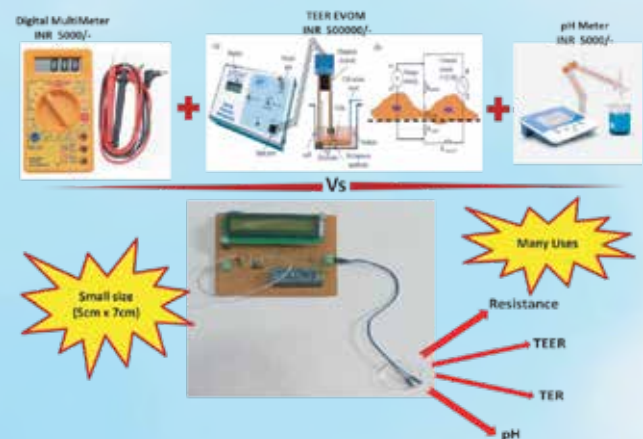 Digital MultiMeter
INR 5000/-
TEER EVOM
INR 500000/-
pH Meter
INR 5000/-
000
(a)
(b)
Vs
Small size
(5cm x 7cm)
Many Uses
Resistance
TEER
TER
pH